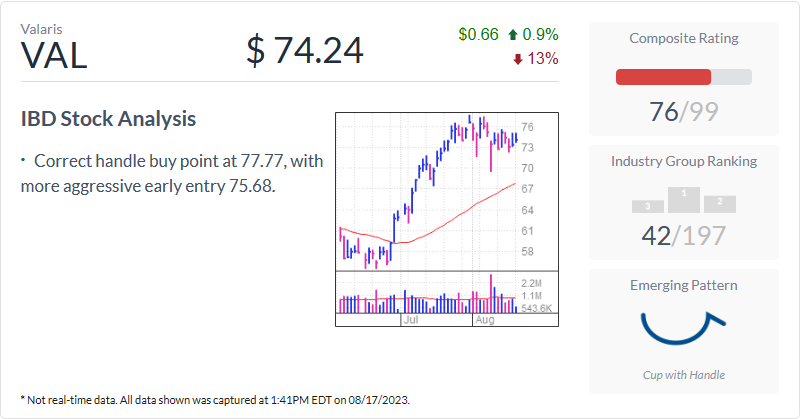 Valaris
VAL
$ 74.24
$0.66 0.9%
13%
IBD Stock Analysis
· Correct handle buy point at 77.77, with
more aggressive early entry 75.68.
76
73
70
67
64
61
58
2.2M
1.1M
543.6K
Jul Aug
Composite Rating
76/99
Industry Group Ranking
3 1 2
42/197
Emerging Pattern
Cup with Handle
* Not real-time data. All data shown was captured at 1:41PM EDT on 08/17/2023.